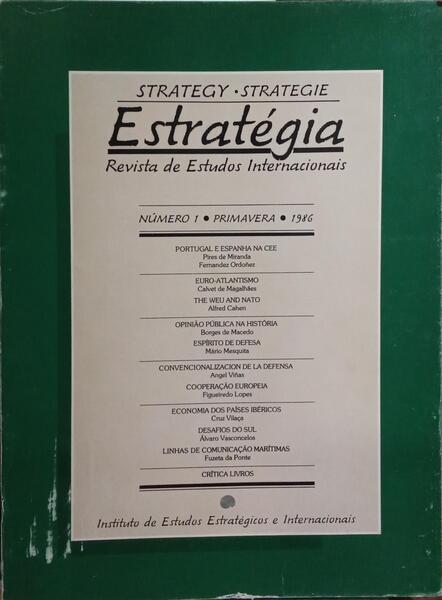 STRATEGY · STRATEGIE
Estratégia
Revista de Estudos Internacionais
NÚMERO 1 ● PRIMAVERA ● 1986
PORTUGAL E ESPANHA NA CEE
Pires de Miranda
Fernandez Ordoñez
EURO-ATLANTISMO
Calvet de Magalhães
THE WEU AND NATO
Alfred Cahen
OPINIÃO PÚBLICA NA HISTÓRIA
Borges de Macedo
ESPÍRITO DE DEFESA
Mário Mesquita
CONVENCIONALIZACION DE LA DEFENSA
Angel Viñas
COOPERAÇÃO EUROPEIA
Figueiredo Lopes
ECONOMIA DOS PAÍSES IBÉRICOS
Cruz Vilaça
DESAFIOS DO SUL
Álvaro Vasconcelos
LINHAS DE COMUNICAÇÃO MARÍTIMAS
Fuzeta da Ponte
CRÍTICA LIVROS
Instituto de Estudos Estratégicos e Internacionais